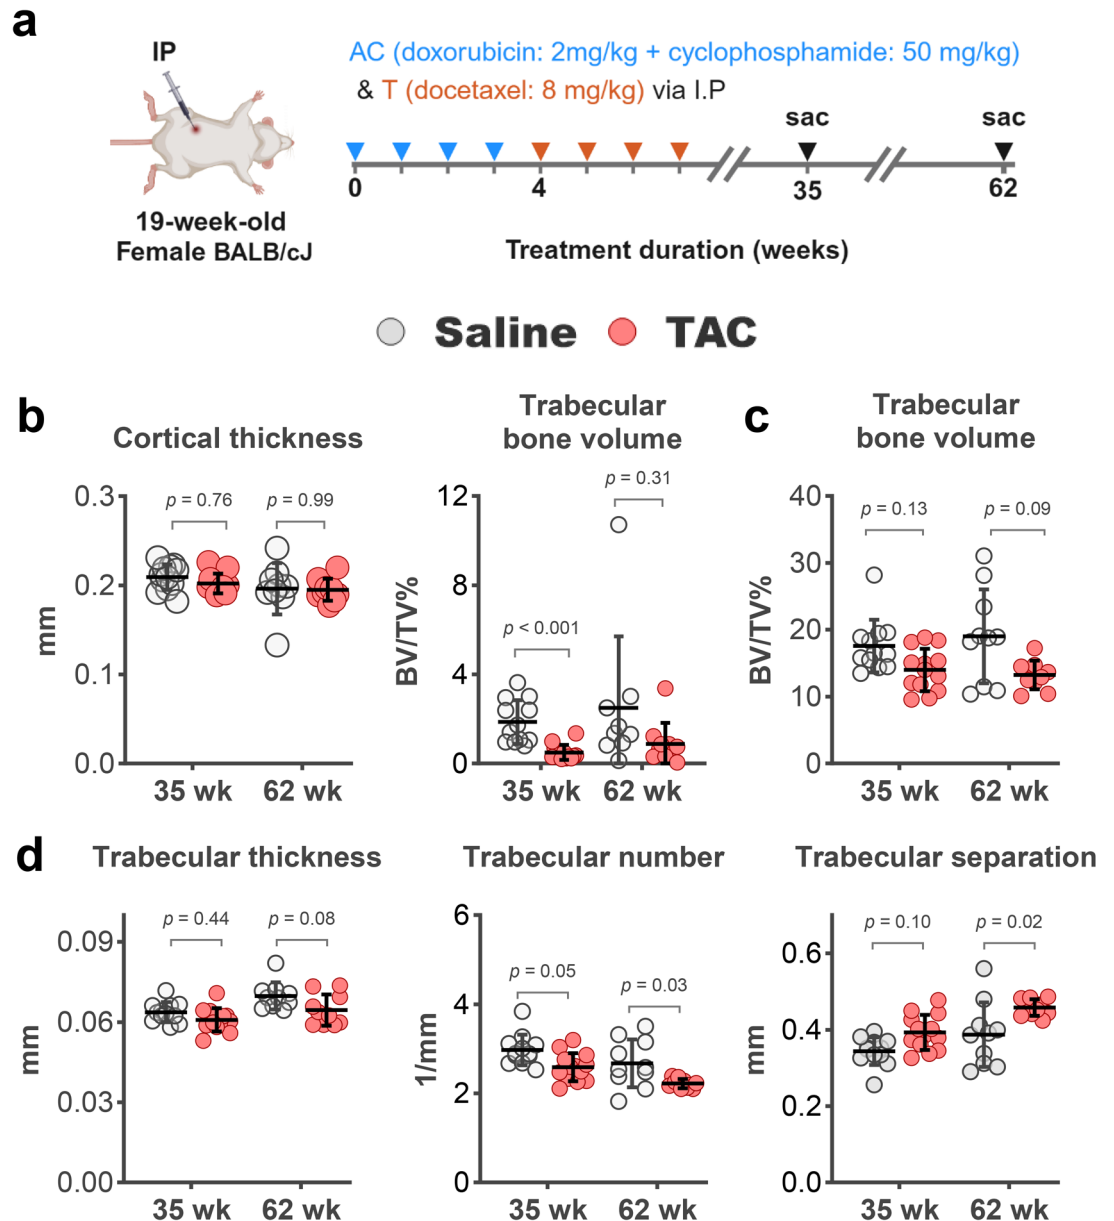 a
IP
AC (doxorubicin: 2mg/kg + cyclophosphamide: 50 mg/kg)
& T (docetaxel: 8 mg/kg) via I.P
sac
sac
0
4
35
62
19-week-old
Female BALB/cJ
Treatment duration (weeks)
Saline
TAC
b
Cortical thickness
0.3
0.2
0.1
0.0
mm
p = 0.76
p = 0.99
35 wk
62 wk
Trabecular
bone volume
12
8
4
0
BV/TV%
p < 0.001
p = 0.31
35 wk
62 wk
c
Trabecular
bone volume
40
30
20
10
0
BV/TV%
p = 0.13
p = 0.09
35 wk
62 wk
d
Trabecular thickness
0.09
0.06
0.03
0.00
mm
p = 0.44
p = 0.08
35 wk
62 wk
Trabecular number
6
4
2
0
1/mm
p = 0.05
p = 0.03
35 wk
62 wk
Trabecular separation
0.6
0.4
0.2
0.0
mm
p = 0.10
p = 0.02
35 wk
62 wk